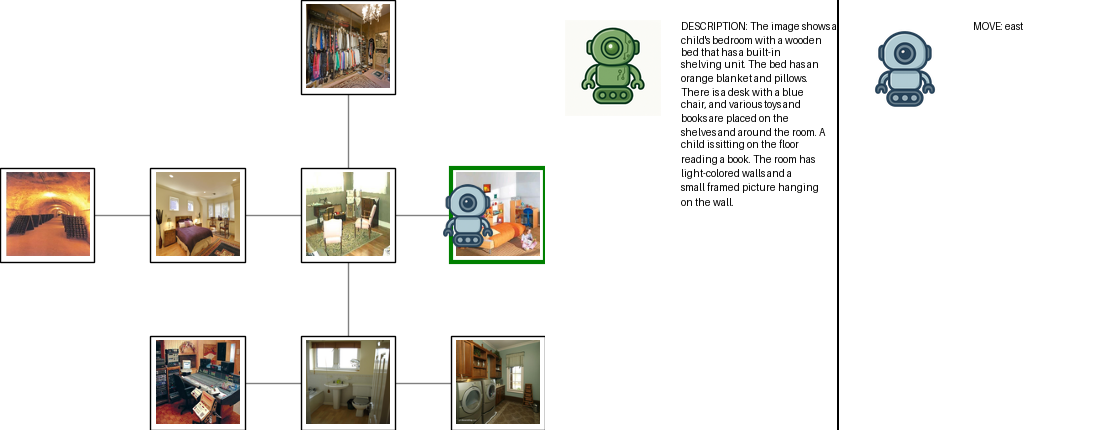 DESCRIPTION: The image shows a
child's bedroom with a wooden
bed that has a built-in
shelving unit. The bed has an
orange blanket and pillows.
There is a desk with a blue
chair, and various toys and
books are placed on the
shelves and around the room. A
child is sitting on the floor
reading a book. The room has
light-colored walls and a
small framed picture hanging
on the wall.
MOVE: east